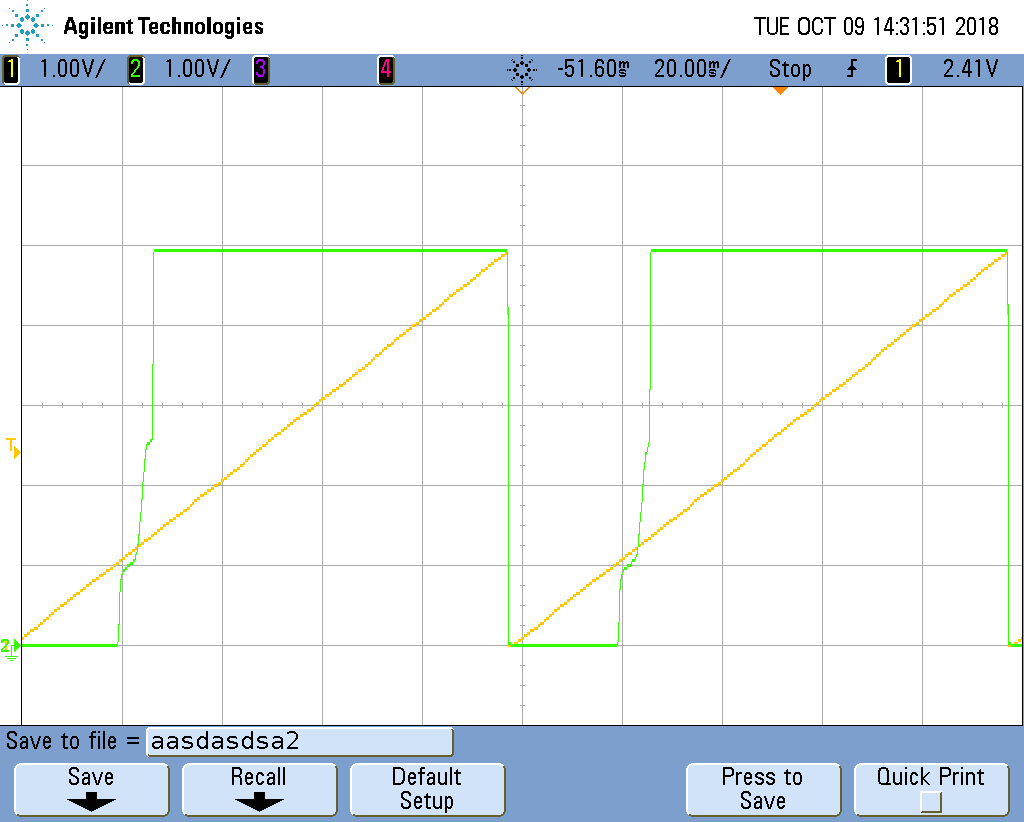 Agilent Technologies TUE OCT 09 14:31:51 2018
1 1.00V/ 2 1.00V/ 3 4 -51.60ms 20.00ms/ Stop 1 2.41V
T
2
Save to file = aasdasdsa2
Save Recall Default Setup Press to Save Quick Print